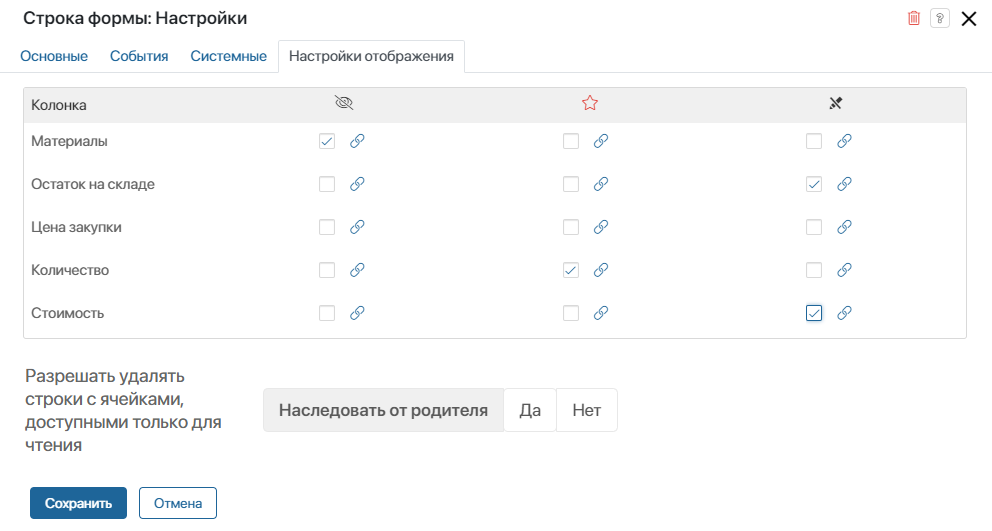 Строка формы: Настройки
?
Основные События Системные Настройки отображения
Колонка
Материалы
Остаток на складе
Цена закупки
Количество
Стоимость
Разрешать удалять
строки с ячейками,
доступными только для
чтения
Наследовать от родителя Да Нет
Сохранить Отмена